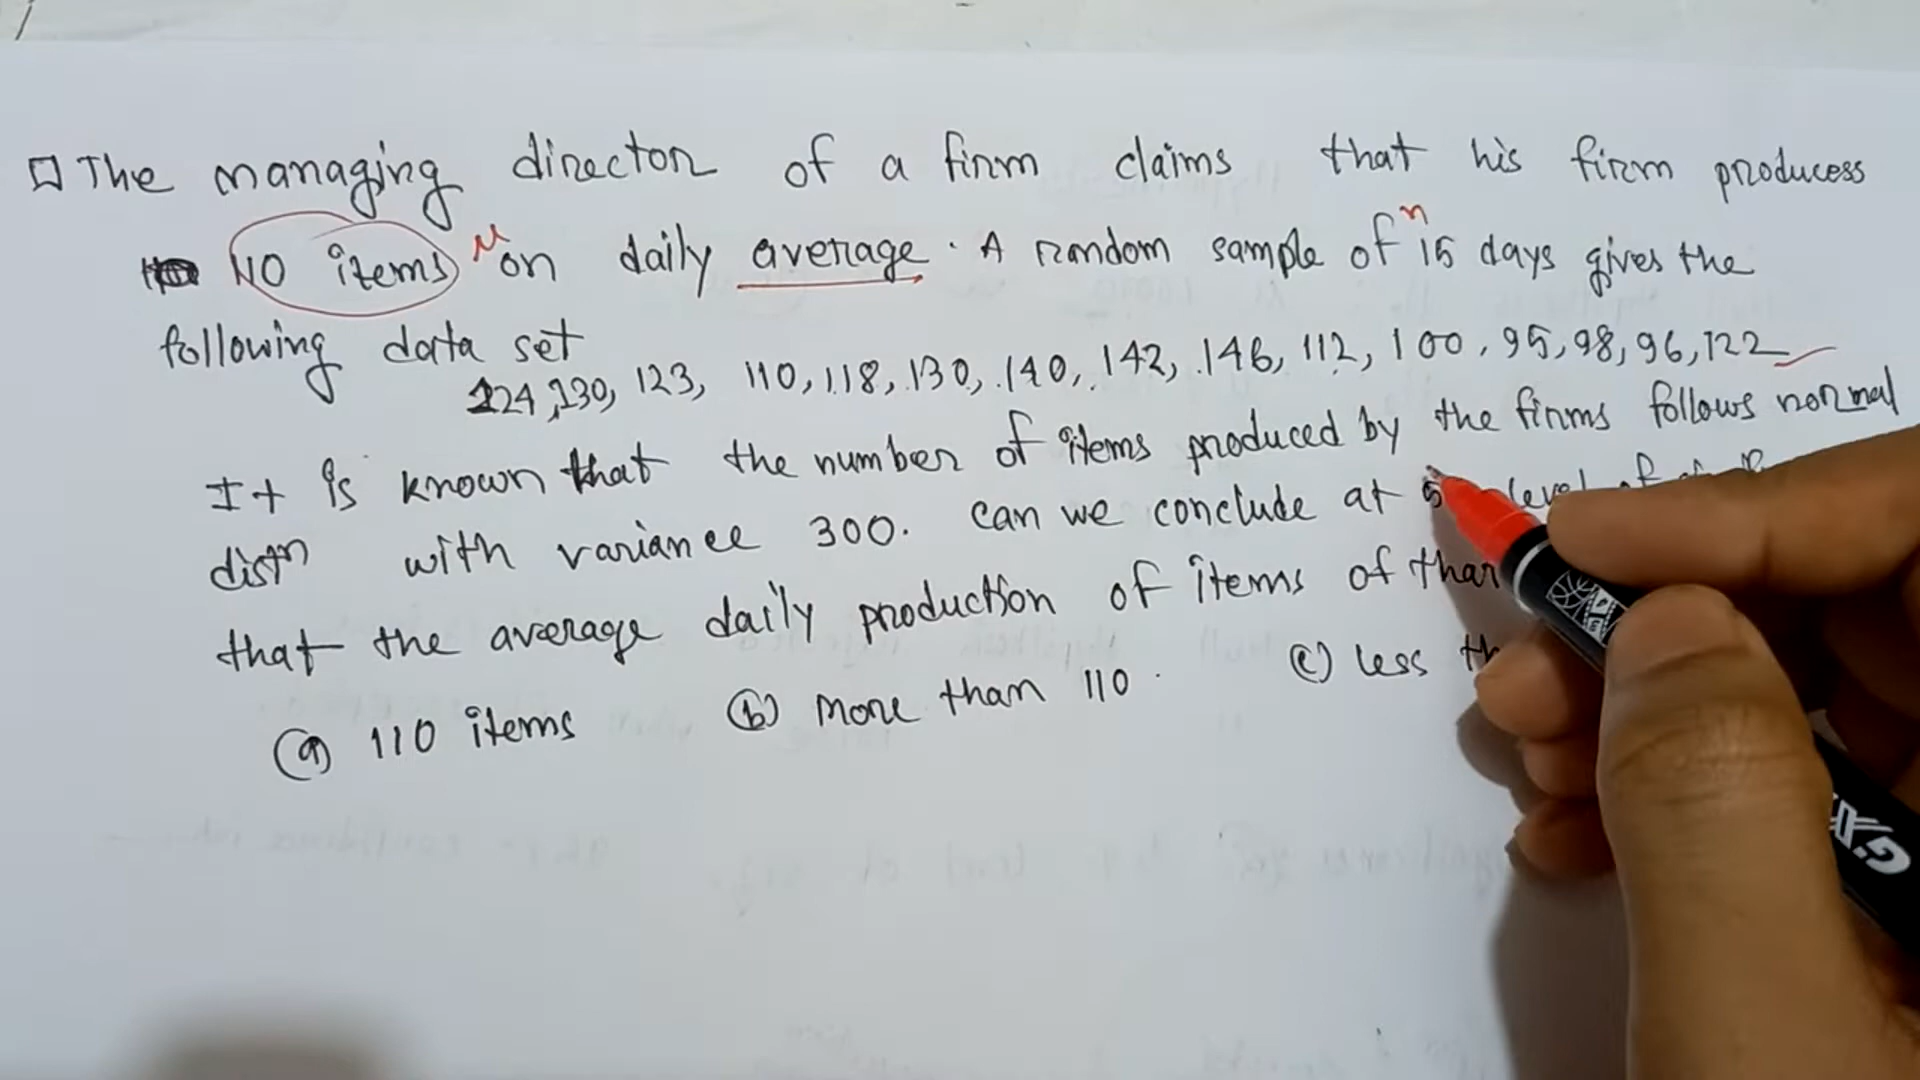 The managing director of a firm claims that his firm producess
110 items μ on daily average. A random sample of n 15 days gives the
following data set
124, 130, 123, 110, 118, 130, 140, 142, 146, 112, 100, 95, 98, 96, 122
It is known that the number of items produced by the firms follows normal
distn with variance 300. can we conclude at 5 level of
that the average daily production of items of than
(a) 110 items (b) more than 110. (c) less